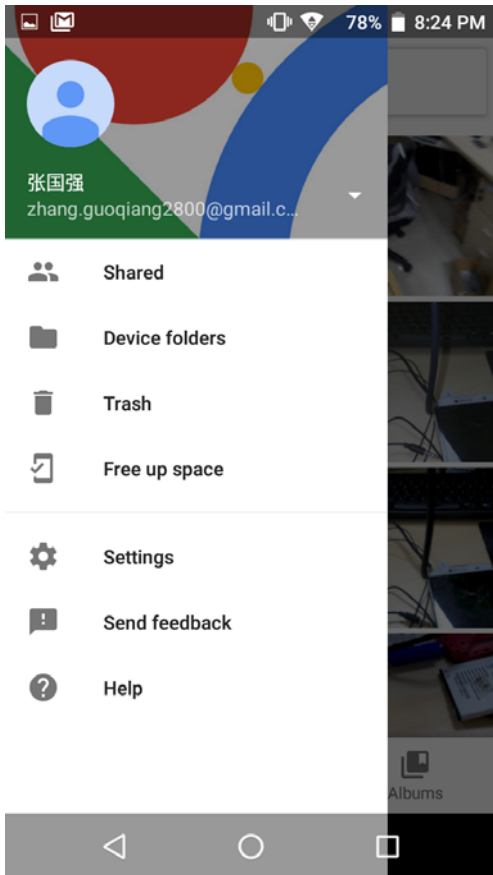 78% 8:24 PM
张国强
zhang.guoqiang2800@gmail.c...
Shared
Device folders
Trash
Free up space
Settings
Send feedback
Help
Albums